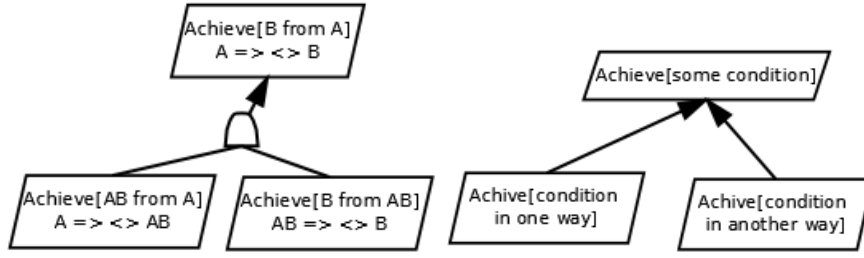 Achieve[B from A]
A = > < > B
Achieve[some condition]
Achieve[AB from A]
A = > < > AB
Achieve[B from AB]
AB = > < > B
Achive[condition
in one way]
Achive[condition
in another way]